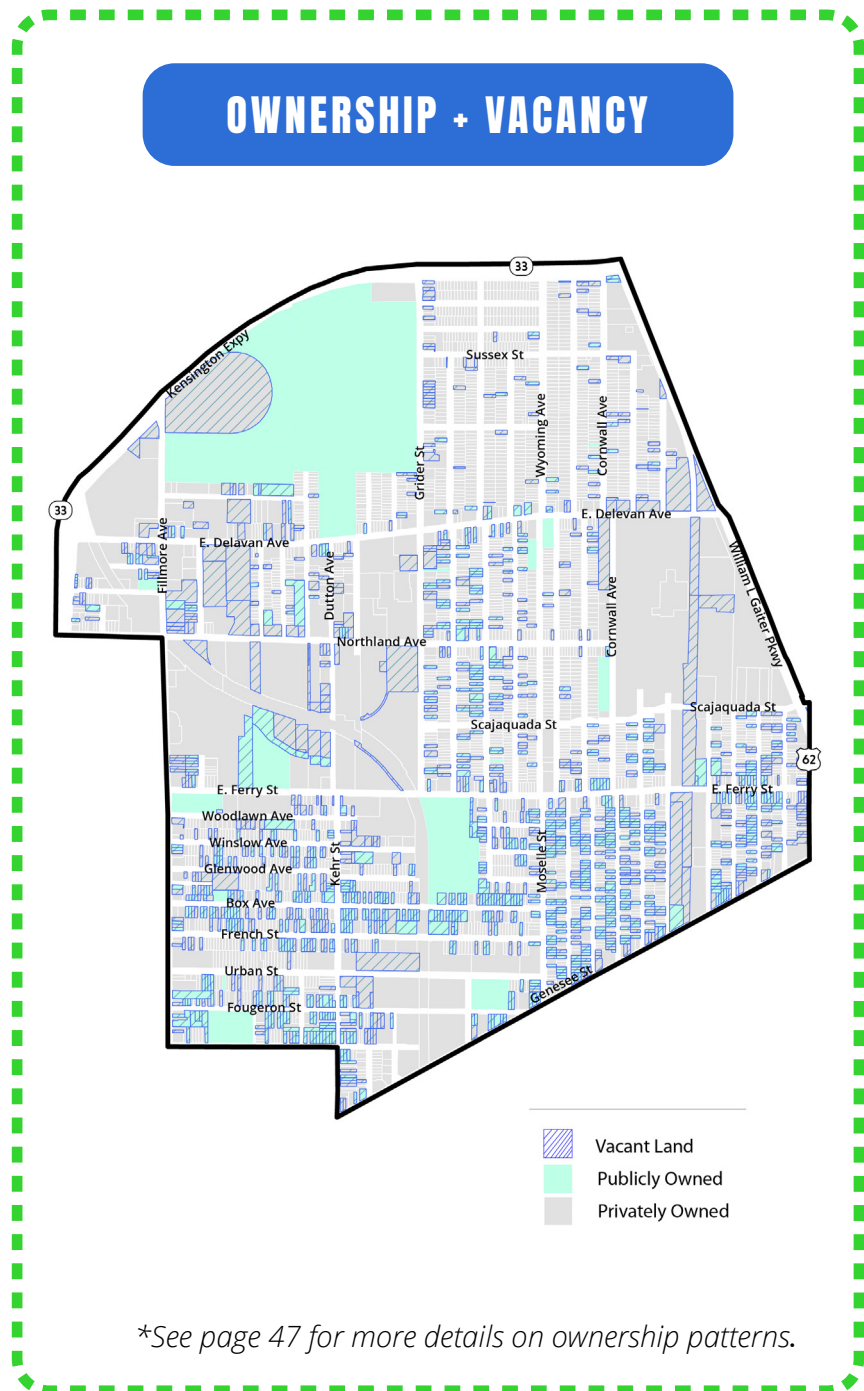 OWNERSHIP + VACANCY
33
Kensington Expy
Sussex St
Wyoming Ave
Cornwall Ave
Grider St
33
E. Delevan Ave
Fillmore Ave
E. Delavan Ave
Dutton Ave
William L Gaiter Pkwy
Cornwall Ave
Northland Ave
Scajaquada St
Scajaquada St
62
E. Ferry St
E. Ferry St
Woodlawn Ave
Winslow Ave
Kehr St
Moselle St
Glenwood Ave
Box Ave
French St
Urban St
Genesee St
Fougeron St
Vacant Land
Publicly Owned
Privately Owned
*See page 47 for more details on ownership patterns.